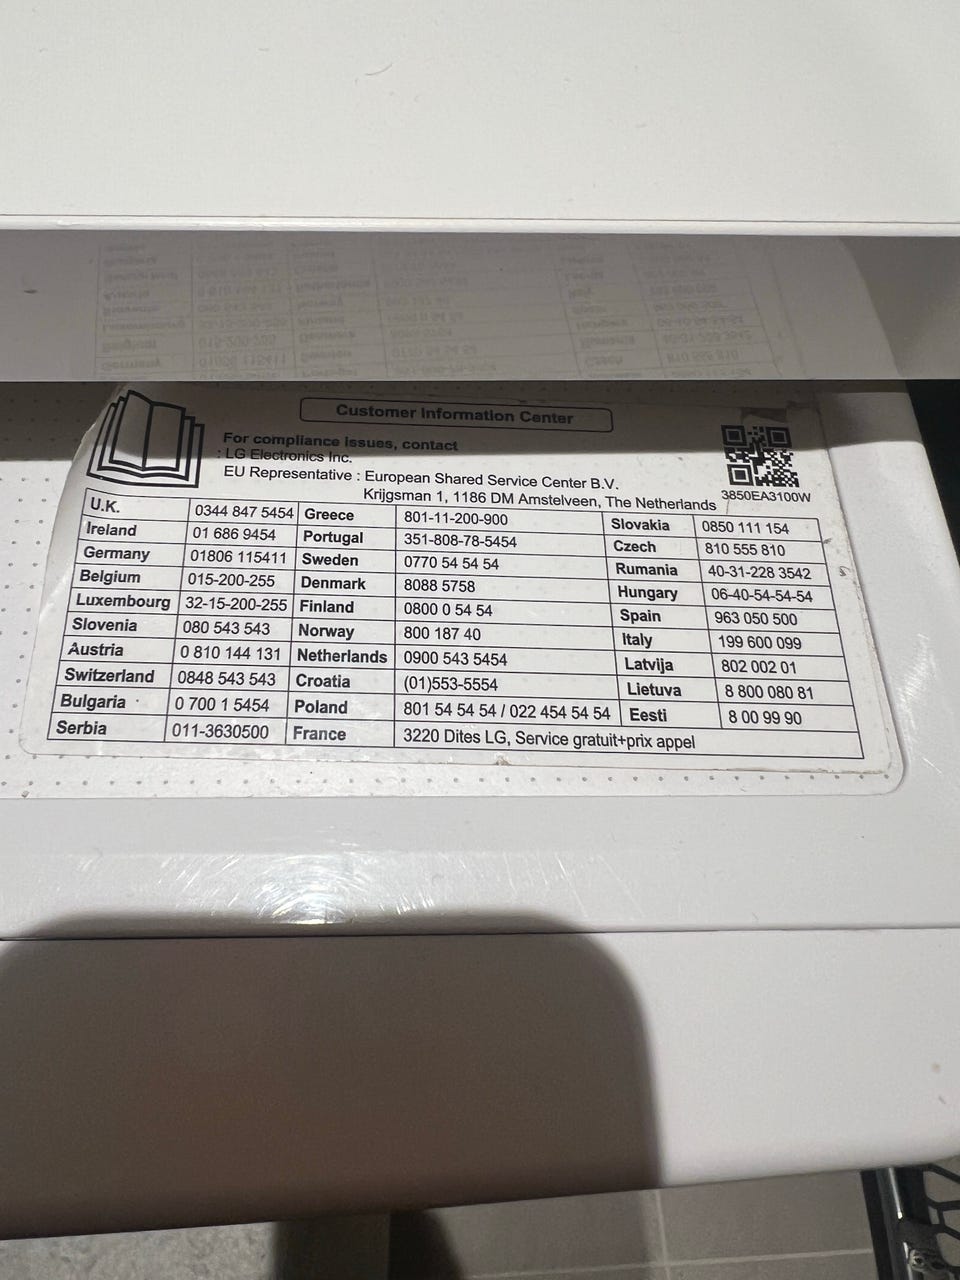 Customer Information Center
For compliance issues, contact
: LG Electronics Inc.
EU Representative : European Shared Service Center B.V.
Krijgsman 1, 1186 DM Amstelveen, The Netherlands
3850EA3100W
U.K. 0344 847 5454 Greece 801-11-200-900 Slovakia 0850 111 154
Ireland 01 686 9454 Portugal 351-808-78-5454 Czech 810 555 810
Germany 01806 115411 Sweden 0770 54 54 54 Rumania 40-31-228 3542
Belgium 015-200-255 Denmark 8088 5758 Hungary 06-40-54-54-54
Luxembourg 32-15-200-255 Finland 0800 0 54 54 Spain 963 050 500
Slovenia 080 543 543 Norway 800 187 40 Italy 199 600 099
Austria 0 810 144 131 Netherlands 0900 543 5454 Latvija 802 002 01
Switzerland 0848 543 543 Croatia (01)553-5554 Lietuva 8 800 080 81
Bulgaria 0 700 1 5454 Poland 801 54 54 54 / 022 454 54 54 Eesti 8 00 99 90
Serbia 011-3630500 France 3220 Dites LG, Service gratuit+prix appel